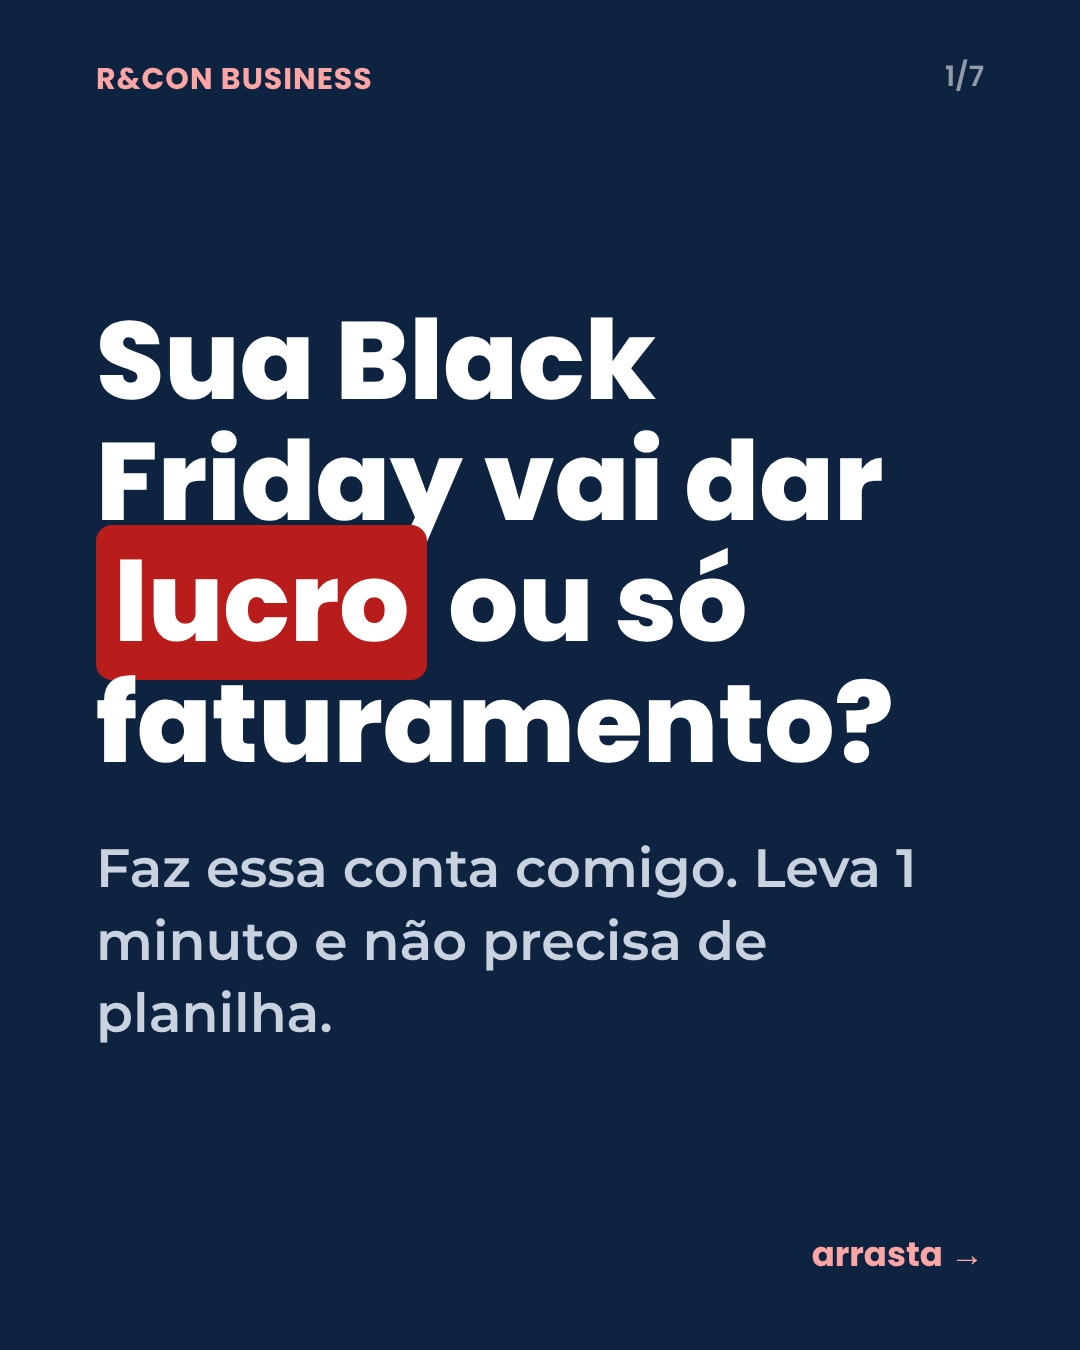 R&CON BUSINESS
1/7
Sua Black
Friday vai dar
lucro ou só
faturamento?
Faz essa conta comigo. Leva 1
minuto e não precisa de
planilha.
arrasta →